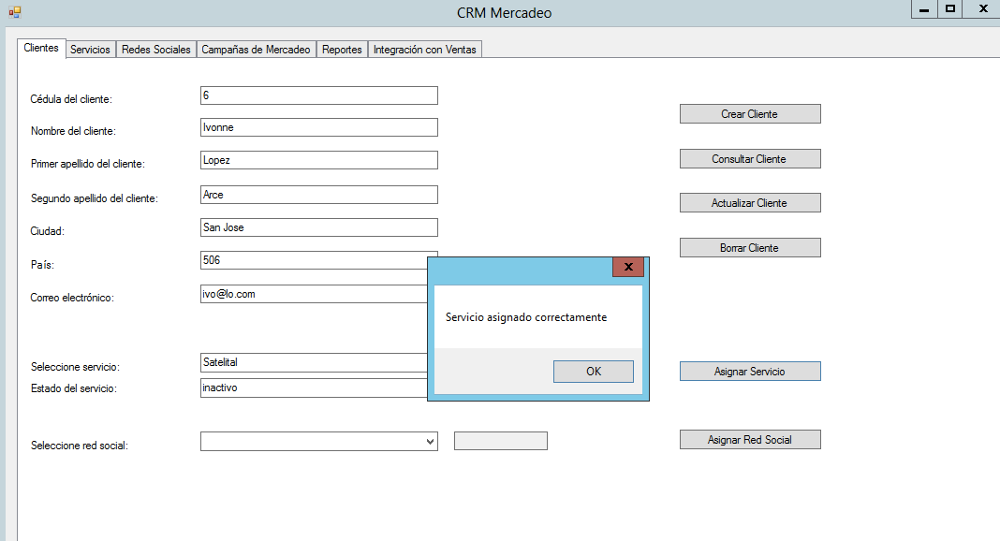 CRM Mercadeo
Clientes Servicios Redes Sociales Campañas de Mercadeo Reportes Integración con Ventas
Cédula del cliente: 6
Crear Cliente
Nombre del cliente: Ivonne
Primer apellido del cliente: Lopez
Consultar Cliente
Segundo apellido del cliente: Arce
Actualizar Cliente
Ciudad: San Jose
Borrar Cliente
País: 506
X
Correo electrónico: ivo@lo.com
Servicio asignado correctamente
OK
Seleccione servicio: Satelital
Asignar Servicio
Estado del servicio: inactivo
Seleccione red social:
Asignar Red Social